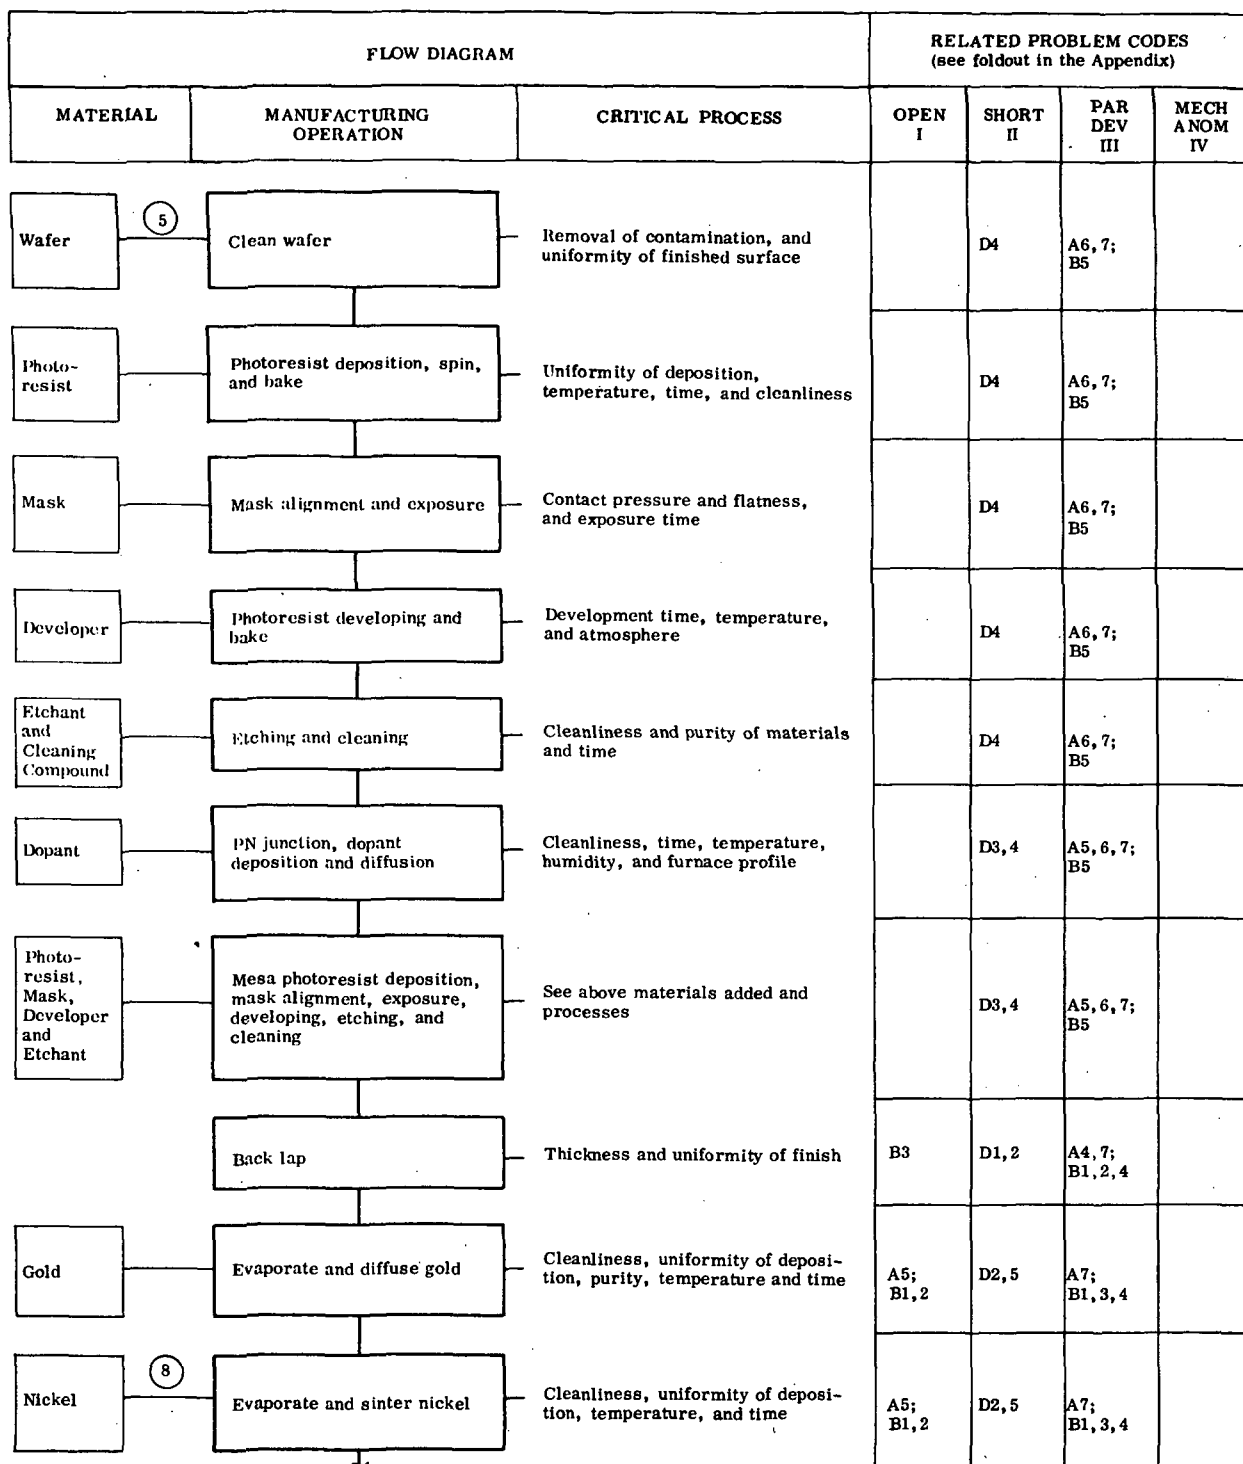 FLOW DIAGRAM
RELATED PROBLEM CODES
(see foldout in the Appendix)
MATERIAL
MANUFACTURING
OPERATION
CRITICAL PROCESS
OPEN
I
SHORT
II
PAR
DEV
III
MECH
ANOM
IV
Wafer
5
Clean wafer
Removal of contamination, and
uniformity of finished surface
D4
A6, 7;
B5
Photo-
resist
Photoresist deposition, spin,
and bake
Uniformity of deposition,
temperature, time, and cleanliness
D4
A6, 7;
B5
Mask
Mask alignment and exposure
Contact pressure and flatness,
and exposure time
D4
A6, 7;
B5
Developer
Photoresist developing and
bake
Development time, temperature,
and atmosphere
D4
A6, 7;
B5
Etchant
and
Cleaning
Compound
Etching and cleaning
Cleanliness and purity of materials
and time
D4
A6, 7;
B5
Dopant
PN junction, dopant
deposition and diffusion
Cleanliness, time, temperature,
humidity, and furnace profile
D3, 4
A5, 6, 7;
B5
Photo-
resist,
Mask,
Developer
and
Etchant
Mesa photoresist deposition,
mask alignment, exposure,
developing, etching, and
cleaning
See above materials added and
processes
D3, 4
A5, 6, 7;
B5
Back lap
Thickness and uniformity of finish
B3
D1, 2
A4, 7;
B1, 2, 4
Gold
Evaporate and diffuse gold
Cleanliness, uniformity of deposi-
tion, purity, temperature and time
A5;
B1, 2
D2, 5
A7;
B1, 3, 4
Nickel
8
Evaporate and sinter nickel
Cleanliness, uniformity of deposi-
tion, temperature, and time
A5;
B1, 2
D2, 5
A7;
B1, 3, 4